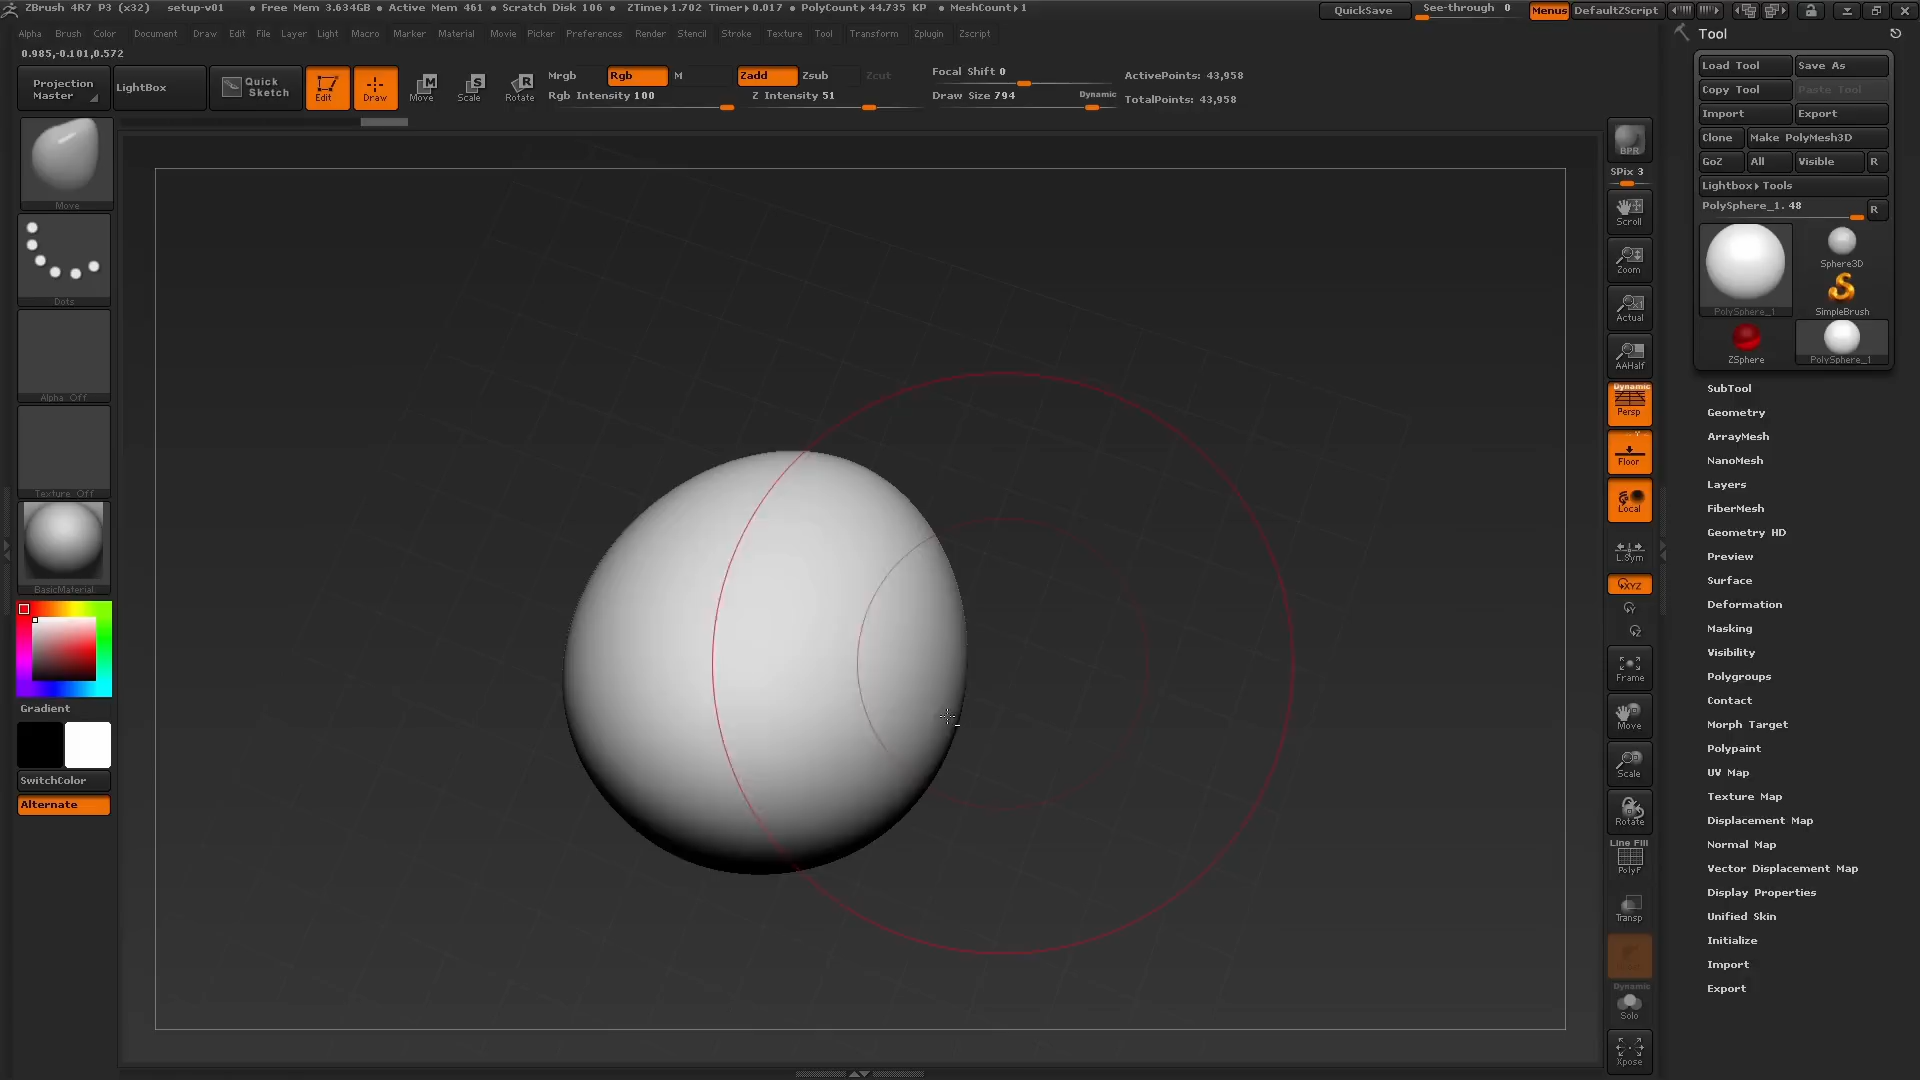 ZBrush 4R7 P3 (x32) setup-v01 • Free Mem 3.634GB • Active Mem 461 • Scratch Disk 106 • ZTime▸1.702 Timer▸0.017 • PolyCount▸44.735 KP • MeshCount▸1 QuickSave See-through 0 Menus DefaultZScript
Alpha Brush Color Document Draw Edit File Layer Light Macro Marker Material Movie Picker Preferences Render Stencil Stroke Texture Tool Transform Zplugin Zscript
0.985,-0.101,0.572
Projection Master
LightBox
Quick Sketch
Edit
Draw
Move
Scale
Rotate
Mrgb Rgb M
Rgb Intensity 100
Zadd Zsub Zcut
Z Intensity 51
Focal Shift 0
Draw Size 794
Dynamic
ActivePoints: 43,958
TotalPoints: 43,958
Move
Dots
Alpha Off
Texture Off
BasicMaterial
Gradient
SwitchColor
Alternate
BPR
SPix 3
Scroll
Zoom
Actual
AAHalf
Dynamic
Persp
Floor
Local
L.Sym
XYZ
Y
Z
Frame
Move
Scale
Rotate
Line Fill
PolyF
Transp
Dynamic
Solo
Xpose
Tool
Load Tool Save As
Copy Tool Paste Tool
Import Export
Clone Make PolyMesh3D
GoZ All Visible R
Lightbox▸Tools
PolySphere_1. 48 R
PolySphere_1
Sphere3D
SimpleBrush
ZSphere
PolySphere_1
SubTool
Geometry
ArrayMesh
NanoMesh
Layers
FiberMesh
Geometry HD
Preview
Surface
Deformation
Masking
Visibility
Polygroups
Contact
Morph Target
Polypaint
UV Map
Texture Map
Displacement Map
Normal Map
Vector Displacement Map
Display Properties
Unified Skin
Initialize
Import
Export